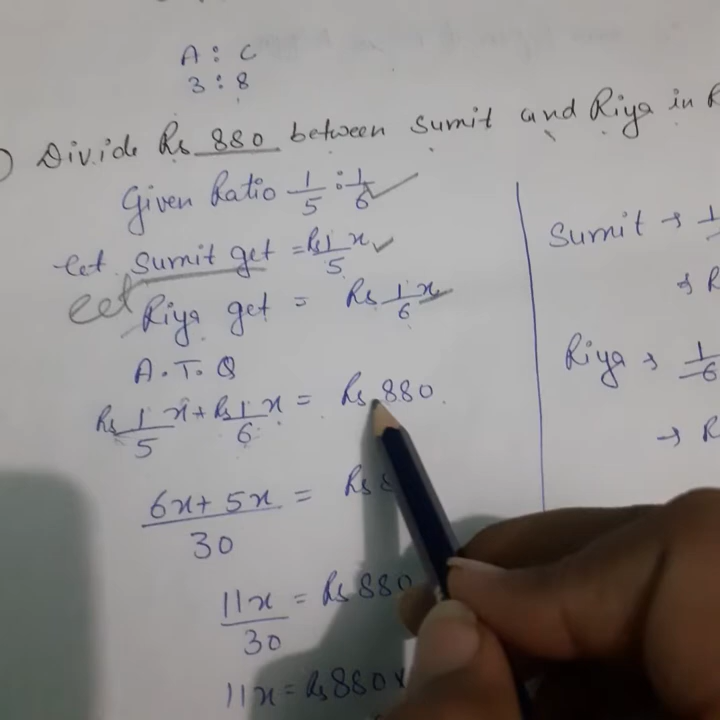 A : C
3 : 8
) Divide Rs 880 between Sumit and Riya in
Given Ratio 1/5 : 1/6
let Sumit get = Rs 1/5 x
let Riya get = Rs 1/6 x
A.T.Q
Rs 1/5 x + Rs 1/6 x = Rs 880.
6x + 5x / 30 = Rs
11x / 30 = Rs 880
11x = Rs 880 x
Sumit →
Riya → 1/6
→